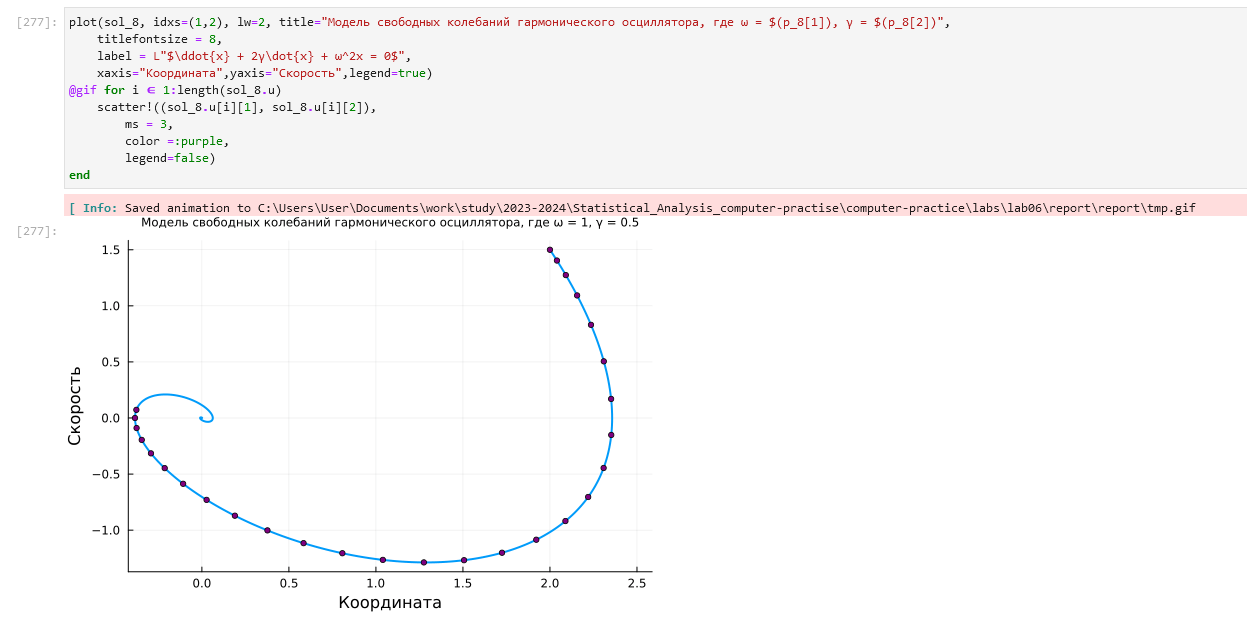 [277]:
plot(sol_8, idxs=(1,2), lw=2, title="Модель свободных колебаний гармонического осциллятора, где ω = $(p_8[1]), γ = $(p_8[2])",
titlefontsize = 8,
label = L"$\ddot{x} + 2γ\dot{x} + ω^2x = 0$",
xaxis="Координата",yaxis="Скорость",legend=true)
@gif for i ∈ 1:length(sol_8.u)
scatter!((sol_8.u[i][1], sol_8.u[i][2]),
ms = 3,
color =:purple,
legend=false)
end
[ Info: Saved animation to C:\Users\User\Documents\work\study\2023-2024\Statistical_Analysis_computer-practise\computer-practice\labs\lab06\report\report\tmp.gif
[277]:
Модель свободных колебаний гармонического осциллятора, где ω = 1, γ = 0.5
1.5
1.0
0.5
0.0
−0.5
−1.0
Скорость
0.0 0.5 1.0 1.5 2.0 2.5
Координата